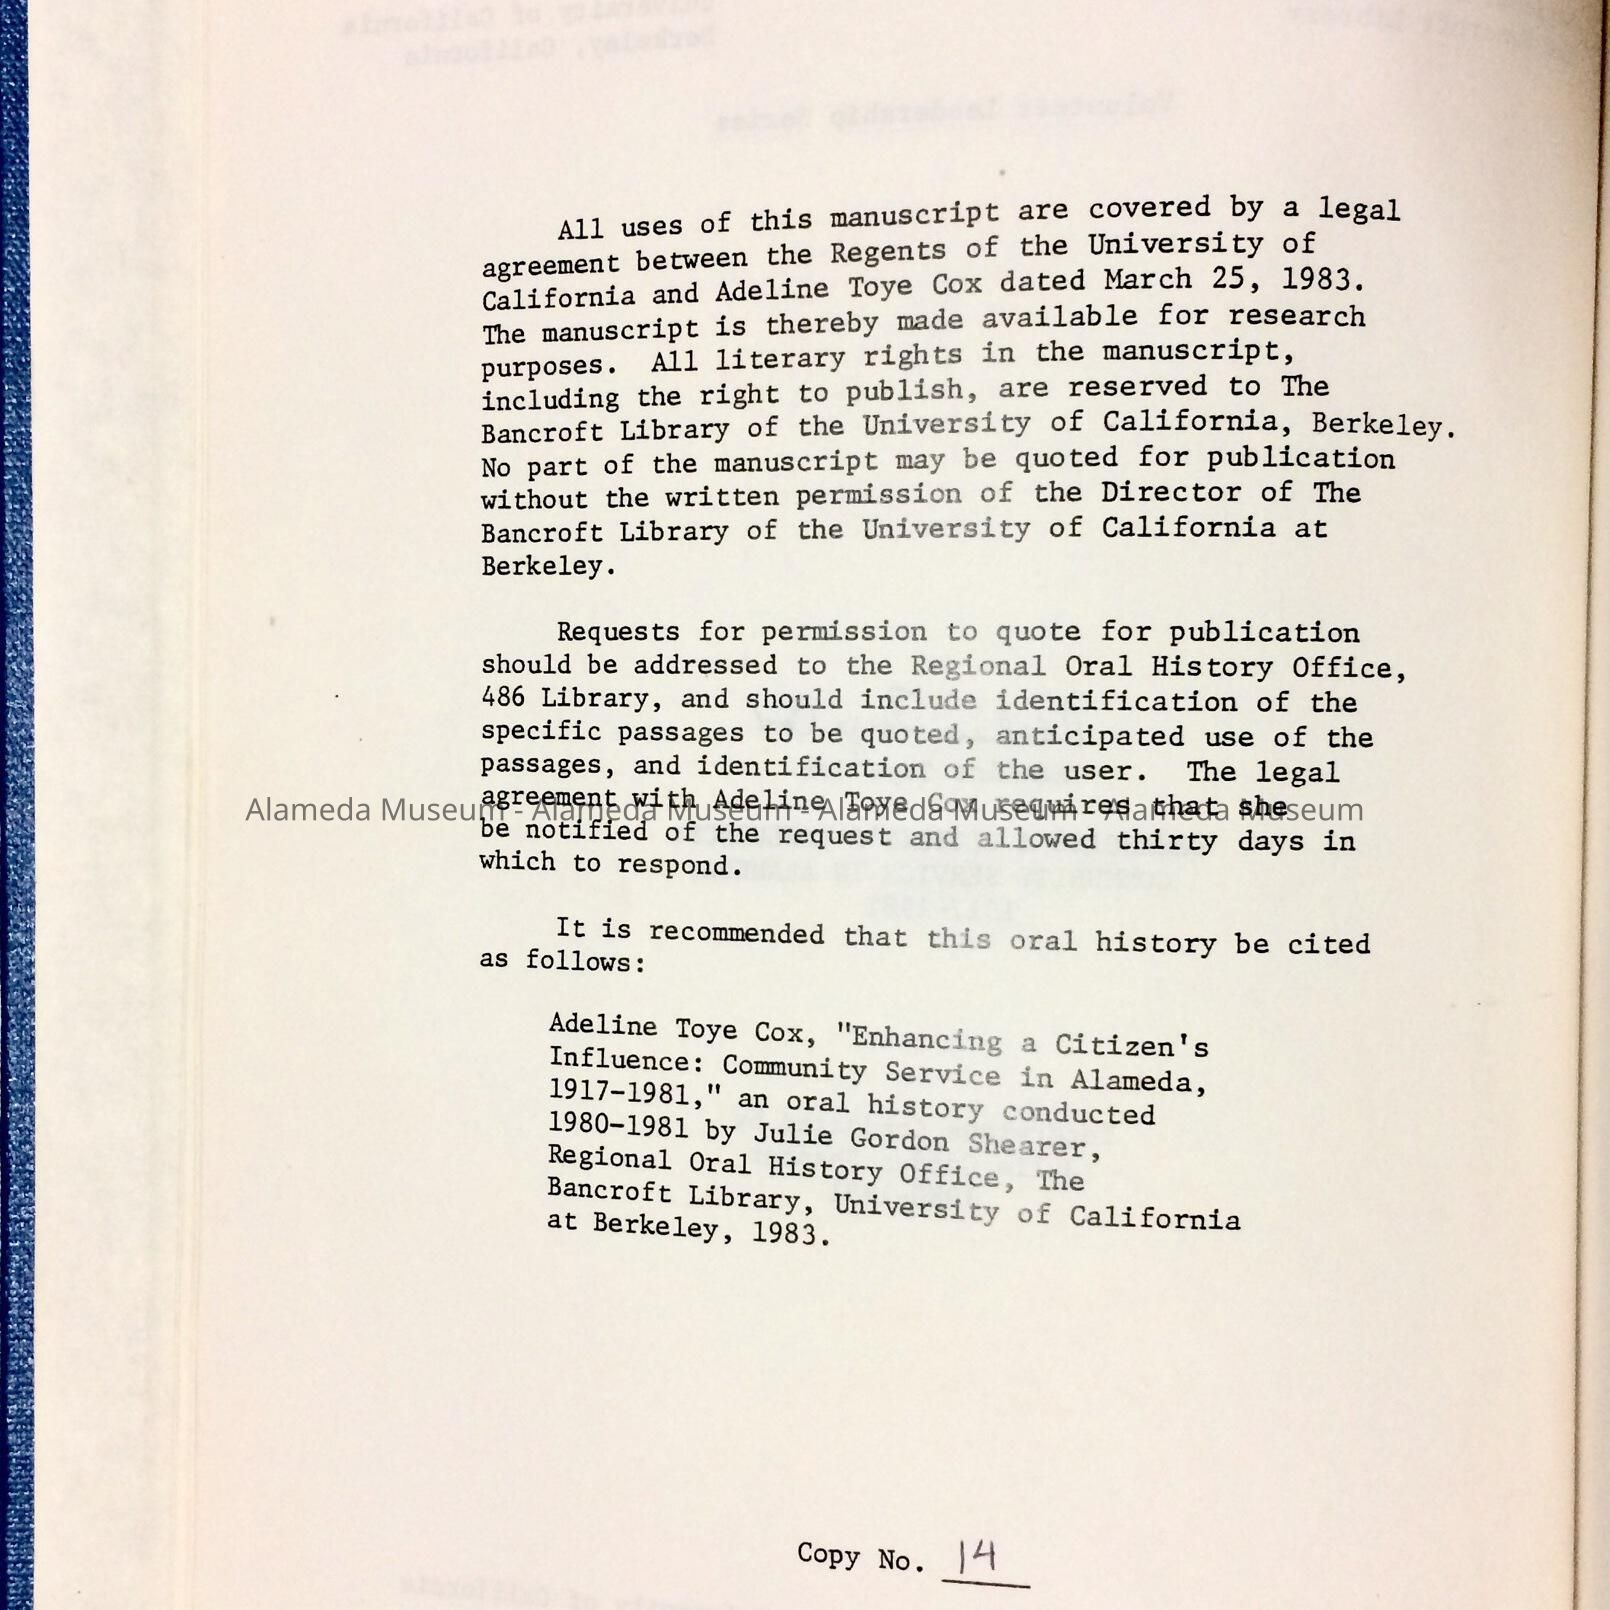 All uses of this manuscript are covered by a legal
agreement between the Regents of the University of
California and Adeline Toye Cox dated March 25, 1983.
The manuscript is thereby made available for research
purposes. All literary rights in the manuscript,
including the right to publish, are reserved to The
Bancroft Library of the University of California, Berkeley.
No part of the manuscript may be quoted for publication
without the written permission of the Director of The
Bancroft Library of the University of California at
Berkeley.
Requests for permission to quote for publication
should be addressed to the Regional Oral History Office,
486 Library, and should include identification of the
specific passages to be quoted, anticipated use of the
passages, and identification of the user. The legal
agreement with Adeline Toye Cox requires that she
Alameda Museum - Alameda Museum - Alameda Museum - Alameda Museum
be notified of the request and allowed thirty days in
which to respond.
It is recommended that this oral history be cited
as follows:
Adeline Toye Cox, "Enhancing a Citizen's
Influence: Community Service in Alameda,
1917-1981," an oral history conducted
1980-1981 by Julie Gordon Shearer,
Regional Oral History Office, The
Bancroft Library, University of California
at Berkeley, 1983.
Copy No. 14